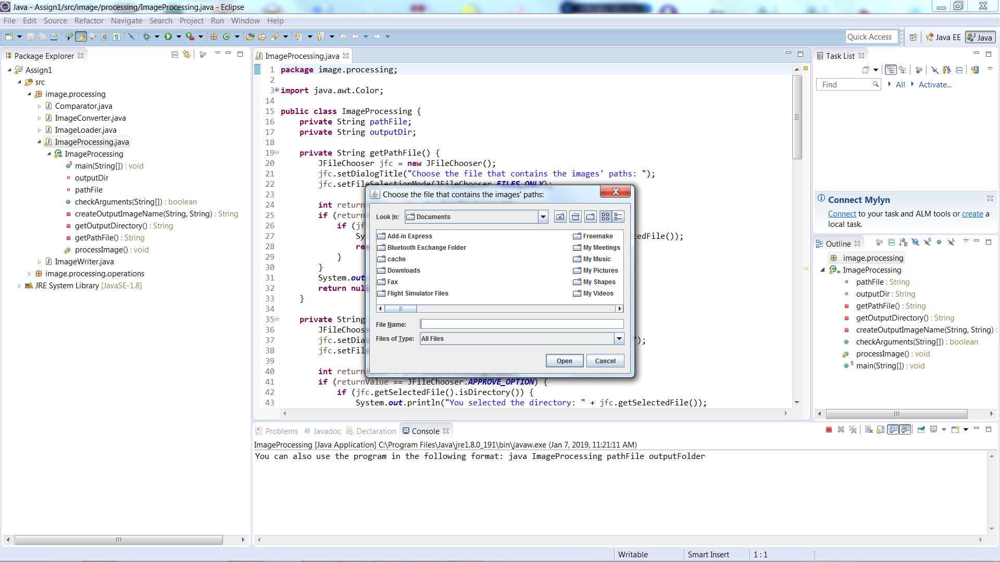 Java - Assign1/src/image/processing/ImageProcessing.java - Eclipse
File Edit Source Refactor Navigate Search Project Run Window Help
Quick Access
Java EE
Java
Package Explorer
Assign1
src
image.processing
Comparator.java
ImageConverter.java
ImageLoader.java
ImageProcessing.java
ImageProcessing
main(String[]) : void
outputDir
pathFile
checkArguments(String[]) : boolean
createOutputImageName(String, String) : String
getOutputDirectory() : String
getPathFile() : String
processImage() : void
ImageWriter.java
image.processing.operations
JRE System Library [JavaSE-1.8]
ImageProcessing.java
1 package image.processing;
2
3 import java.awt.Color;
14
15 public class ImageProcessing {
16 private String pathFile;
17 private String outputDir;
18
19 private String getPathFile() {
20 JFileChooser jfc = new JFileChooser();
21 jfc.setDialogTitle("Choose the file that contains the images' paths: ");
22 jfc.setFileSelectionMode(JFileChooser.FILES_ONLY);
23
24 int return
25 if (return
26 if (jf
27 Sy tedFile());
28 re
29 }
30 }
31 System.out
32 return nul
33 }
34
35 private String
36 JFileChoos
37 jfc.setDia ");
38 jfc.setFil
39
40 int return
41 if (returnValue == JFileChooser.APPROVE_OPTION) {
42 if (jfc.getSelectedFile().isDirectory()) {
43 System.out.println("You selected the directory: " + jfc.getSelectedFile());
Choose the file that contains the images' paths:
Look In: Documents
Add-in Express
Bluetooth Exchange Folder
cache
Downloads
Fax
Flight Simulator Files
Freemake
My Meetings
My Music
My Pictures
My Shapes
My Videos
File Name:
Files of Type: All Files
Open Cancel
Task List
Find All Activate...
Connect Mylyn
Connect to your task and ALM tools or create a
local task.
Outline
image.processing
ImageProcessing
pathFile : String
outputDir : String
getPathFile() : String
getOutputDirectory() : String
createOutputImageName(String, String) :
checkArguments(String[]) : boolean
processImage() : void
main(String[]) : void
Problems @ Javadoc Declaration Console
ImageProcessing [Java Application] C:\Program Files\Java\jre1.8.0_191\bin\javaw.exe (Jan 7, 2019, 11:21:11 AM)
You can also use the program in the following format: java ImageProcessing pathFile outputFolder
Writable Smart Insert 1 : 1